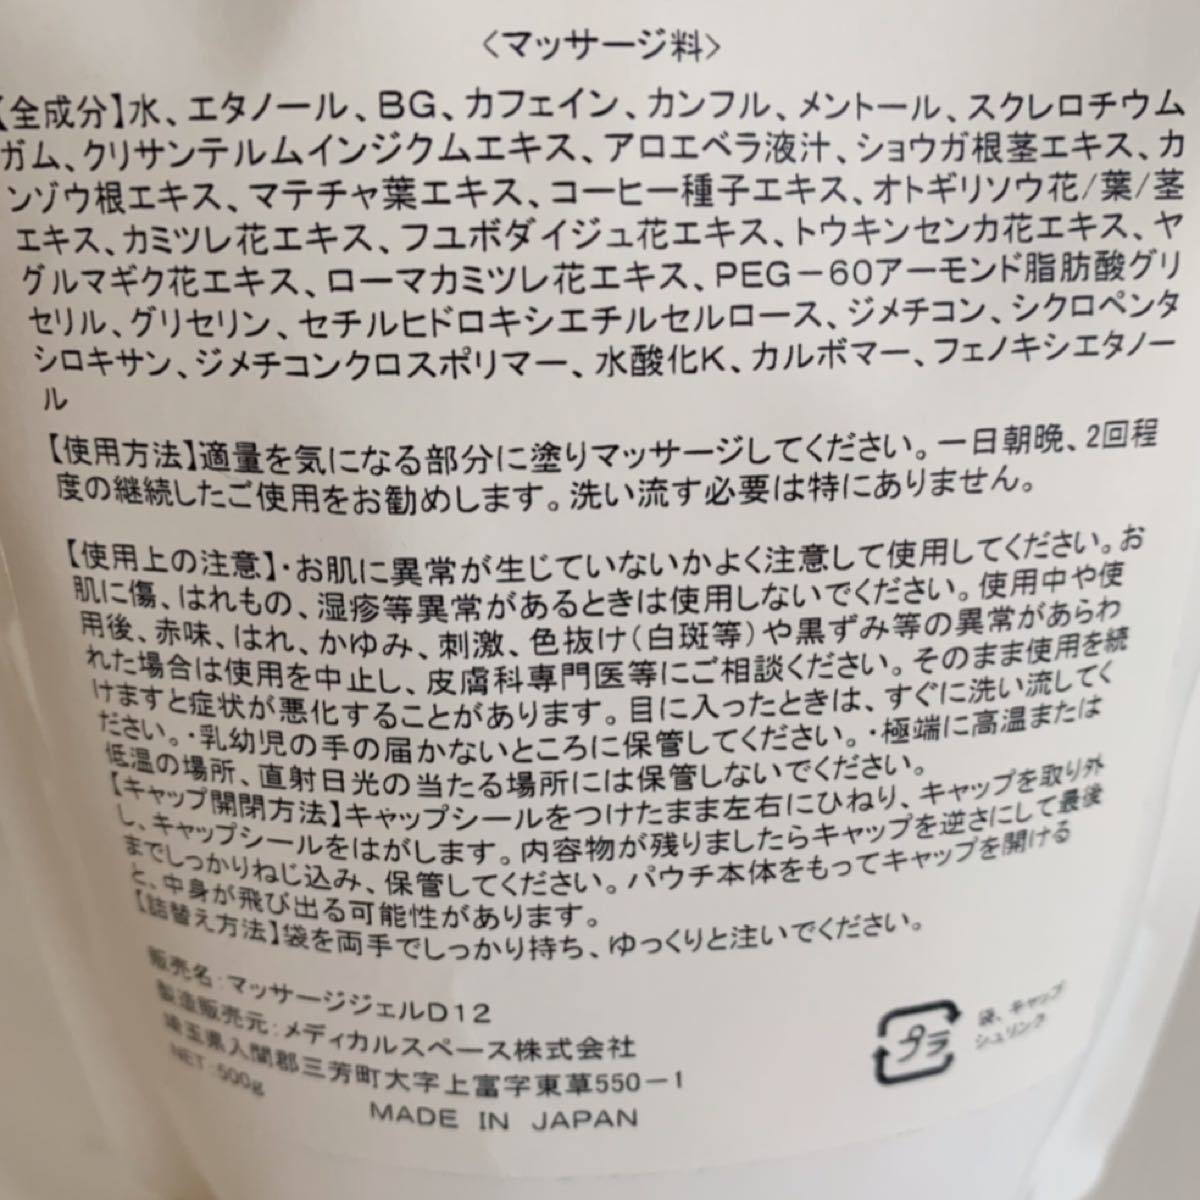 〈マッサージ料〉
【全成分】水、エタノール、BG、カフェイン、カンフル、メントール、スクレロチウム
ガム、クリサンテルムインジクムエキス、アロエベラ液汁、ショウガ根茎エキス、カ
ンゾウ根エキス、マテチャ葉エキス、コーヒー種子エキス、オトギリソウ花/葉/茎
エキス、カミツレ花エキス、フユボダイジュ花エキス、トウキンセンカ花エキス、ヤ
グルマギク花エキス、ローマカミツレ花エキス、PEG-60アーモンド脂肪酸グリ
セリル、グリセリン、セチルヒドロキシエチルセルロース、ジメチコン、シクロペンタ
シロキサン、ジメチコンクロスポリマー、水酸化K、カルボマー、フェノキシエタノー
ル
【使用方法】適量を気になる部分に塗りマッサージしてください。一日朝晩、2回程
度の継続したご使用をお勧めします。洗い流す必要は特にありません。
【使用上の注意】・お肌に異常が生じていないかよく注意して使用してください。お
肌に傷、はれもの、湿疹等異常があるときは使用しないでください。使用中や使
用後、赤味、はれ、かゆみ、刺激、色抜け(白斑等)や黒ずみ等の異常があらわ
れた場合は使用を中止し、皮膚科専門医等にご相談ください。そのまま使用を続
けますと症状が悪化することがあります。目に入ったときは、すぐに洗い流してく
ださい。・乳幼児の手の届かないところに保管してください。・極端に高温または
低温の場所、直射日光の当たる場所には保管しないでください。
【キャップ開閉方法】キャップシールをつけたまま左右にひねり、キャップを取り外
し、キャップシールをはがします。内容物が残りましたらキャップを逆さにして最後
までしっかりねじ込み、保管してください。パウチ本体をもってキャップを開ける
と、中身が飛び出る可能性があります。
【詰替え方法】袋を両手でしっかり持ち、ゆっくりと注いでください。
販売名:マッサージジェルD12
製造販売元:メディカルスペース株式会社
埼玉県入間郡三芳町大字上富字東草550-1
NET:500g
MADE IN JAPAN
プラ
袋、キャップ
シュリンク